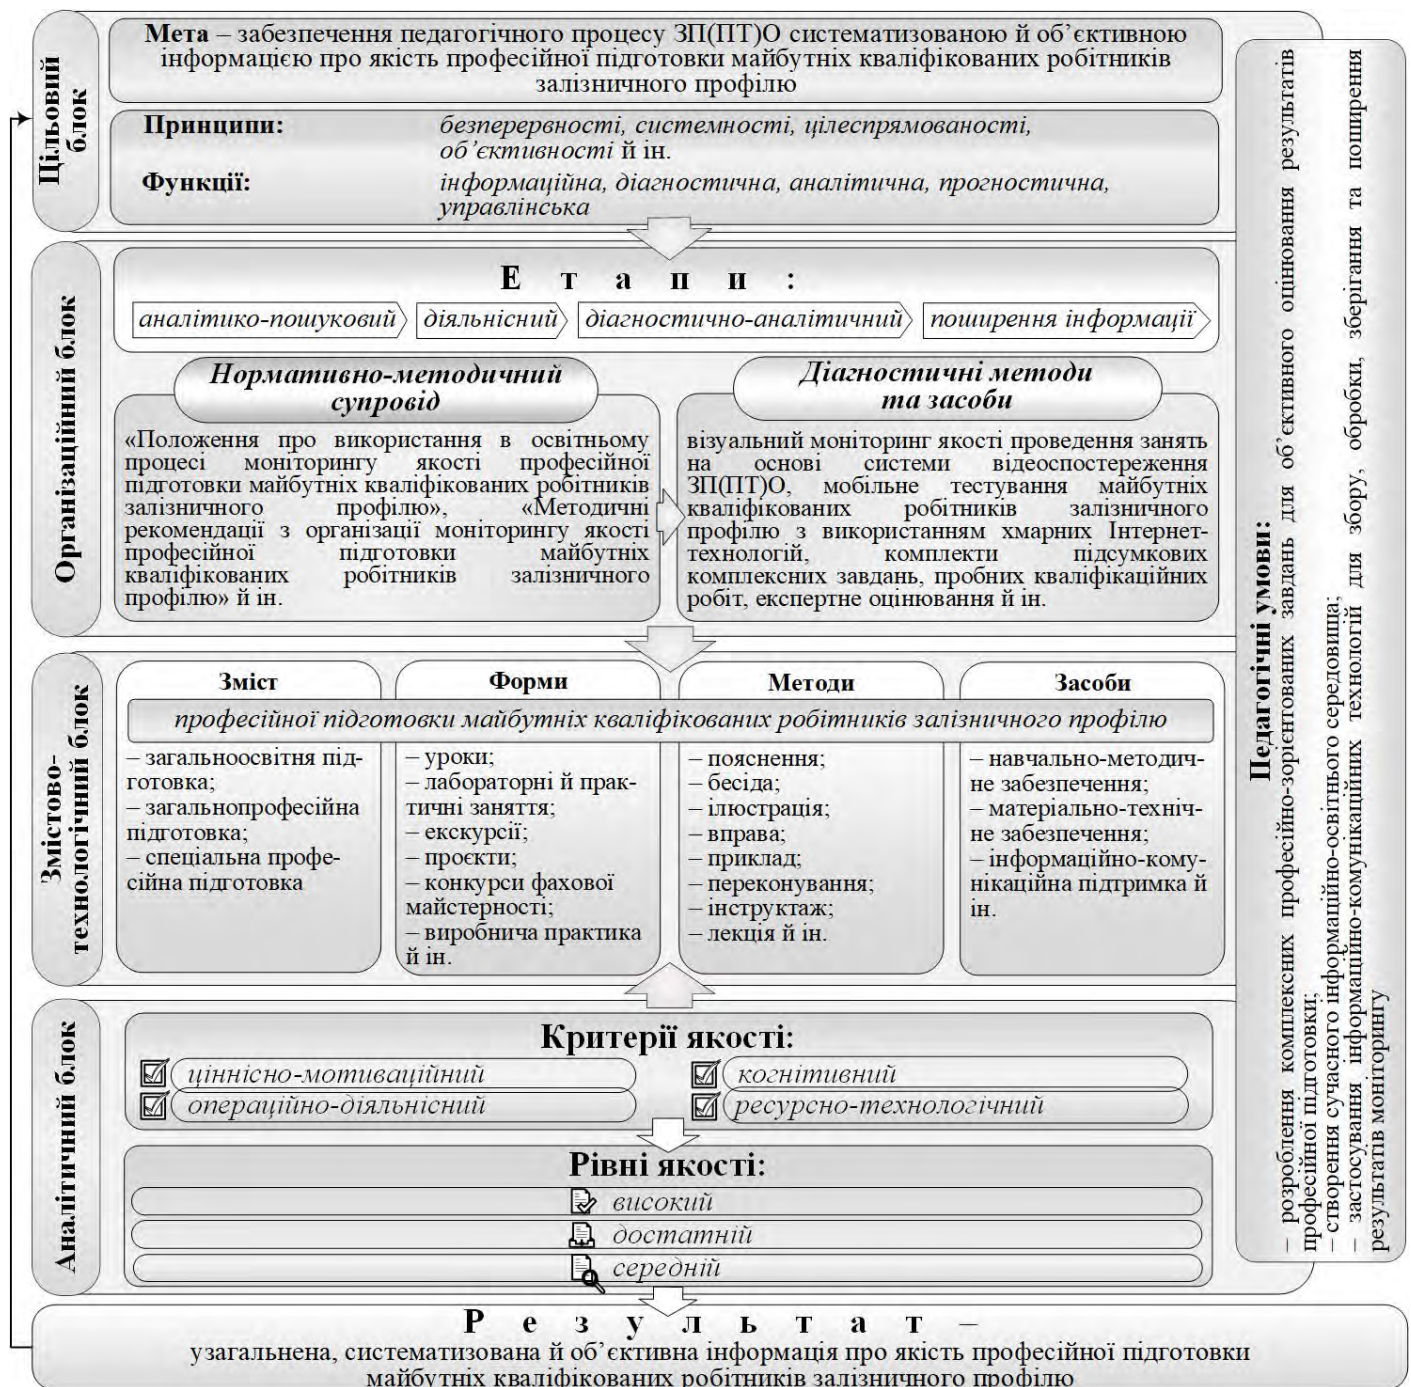 Цільовий
блок
Мета – забезпечення педагогічного процесу ЗП(ПТ)О систематизованою й об’єктивною
інформацією про якість професійної підготовки майбутніх кваліфікованих робітників
залізничного профілю
Принципи:
безперервності, системності, цілеспрямованості,
об’єктивності й ін.
Функції:
інформаційна, діагностична, аналітична, прогностична,
управлінська
Організаційний блок
Е т а п и :
аналітико-пошуковий
діяльнісний
діагностично-аналітичний
поширення інформації
Нормативно-методичний
супровід
«Положення про використання в освітньому
процесі моніторингу якості професійної
підготовки майбутніх кваліфікованих робітників
залізничного профілю», «Методичні
рекомендації з організації моніторингу якості
професійної підготовки майбутніх
кваліфікованих робітників залізничного
профілю» й ін.
Діагностичні методи
та засоби
візуальний моніторинг якості проведення занять
на основі системи відеоспостереження
ЗП(ПТ)О, мобільне тестування майбутніх
кваліфікованих робітників залізничного
профілю з використанням хмарних Інтернет-
технологій, комплекти підсумкових
комплексних завдань, пробних кваліфікаційних
робіт, експертне оцінювання й ін.
Змістово-
технологічний блок
Зміст
Форми
Методи
Засоби
професійної підготовки майбутніх кваліфікованих робітників залізничного профілю
– загальноосвітня під-
готовка;
– загальнопрофесійна
підготовка;
– спеціальна профе-
сійна підготовка
– уроки;
– лабораторні й прак-
тичні заняття;
– екскурсії;
– проєкти;
– конкурси фахової
майстерності;
– виробнича практика
й ін.
– пояснення;
– бесіда;
– ілюстрація;
– вправа;
– приклад;
– переконування;
– інструктаж;
– лекція й ін.
– навчально-методич-
не забезпечення;
– матеріально-техніч-
не забезпечення;
– інформаційно-кому-
нікаційна підтримка й
ін.
Аналітичний блок
Критерії якості:
ціннісно-мотиваційний
когнітивний
операційно-діяльнісний
ресурсно-технологічний
Рівні якості:
високий
достатній
середній
Педагогічні умови:
– розроблення комплексних професійно-зорієнтованих завдань для об’єктивного оцінювання результатів
професійної підготовки;
– створення сучасного інформаційно-освітнього середовища;
– застосування інформаційно-комунікаційних технологій для збору, обробки, зберігання та поширення
результатів моніторингу
Р е з у л ь т а т –
узагальнена, систематизована й об’єктивна інформація про якість професійної підготовки
майбутніх кваліфікованих робітників залізничного профілю